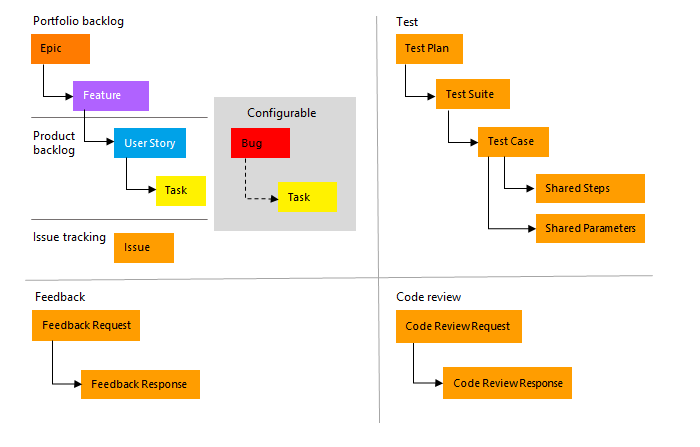 Portfolio backlog
Epic
Feature
Product
backlog
User Story
Task
Configurable
Bug
Task
Issue tracking
Issue
Test
Test Plan
Test Suite
Test Case
Shared Steps
Shared Parameters
Feedback
Feedback Request
Feedback Response
Code review
Code Review Request
Code Review Response